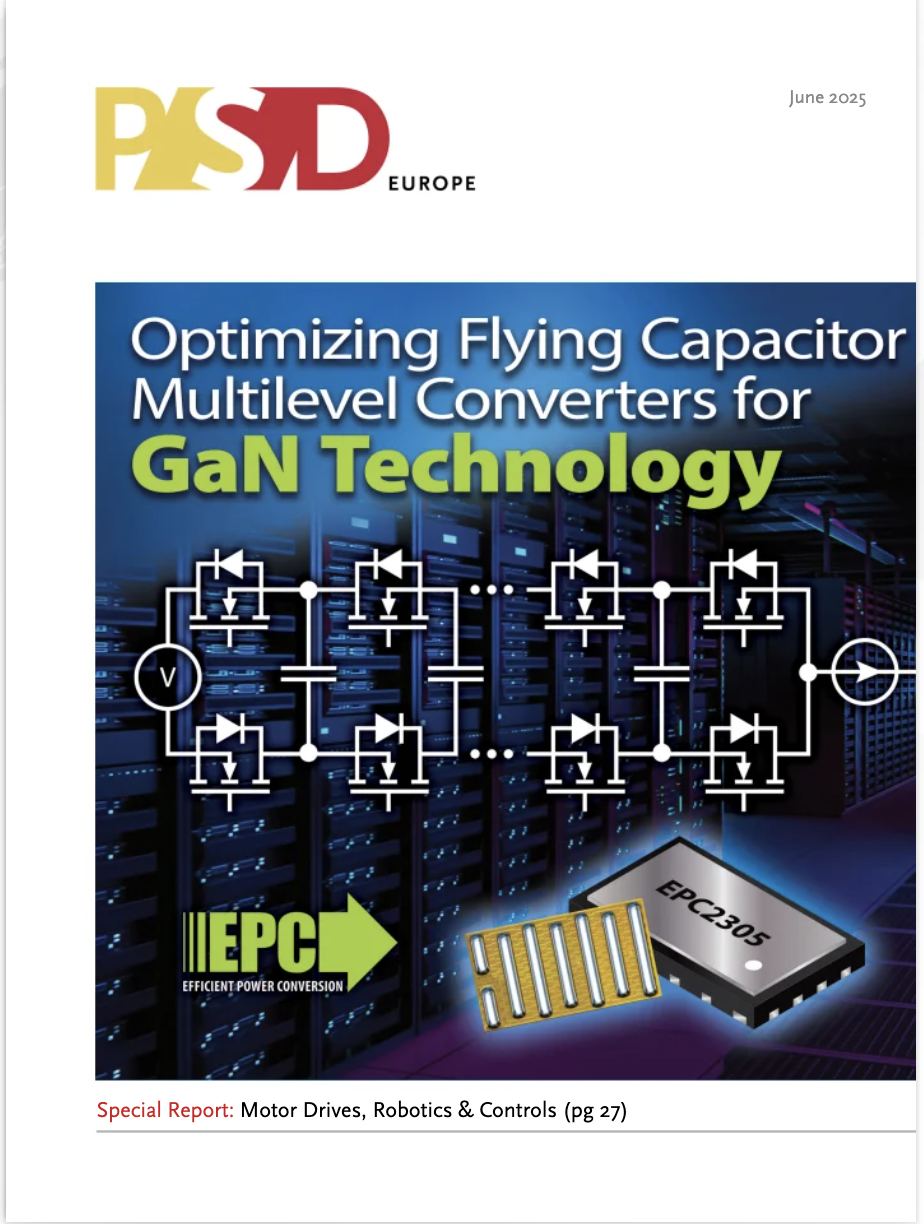 PSD
EUROPE
June 2025
Optimizing Flying Capacitor
Multilevel Converters for
GaN Technology
V
EPC2305
EPC
EFFICIENT POWER CONVERSION
Special Report: Motor Drives, Robotics & Controls (pg 27)